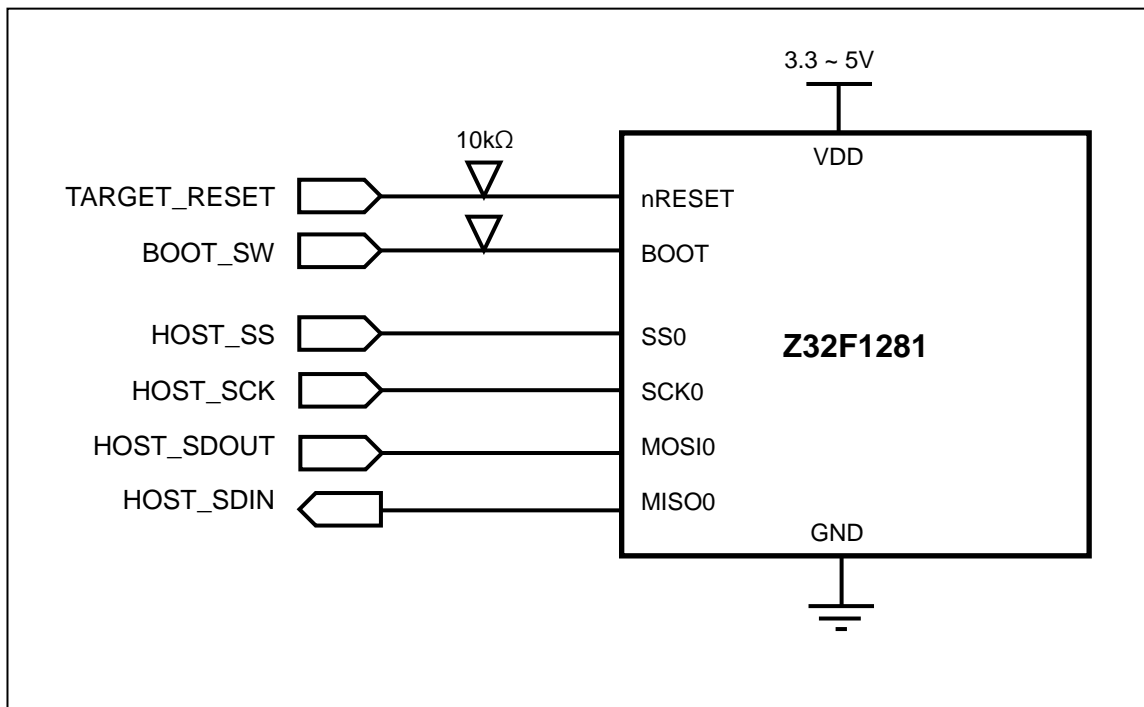 3.3 ~ 5V
VDD
10kΩ
TARGET_RESET
nRESET
BOOT_SW
BOOT
HOST_SS
SS0
Z32F1281
HOST_SCK
SCK0
HOST_SDOUT
MOSI0
HOST_SDIN
MISO0
GND